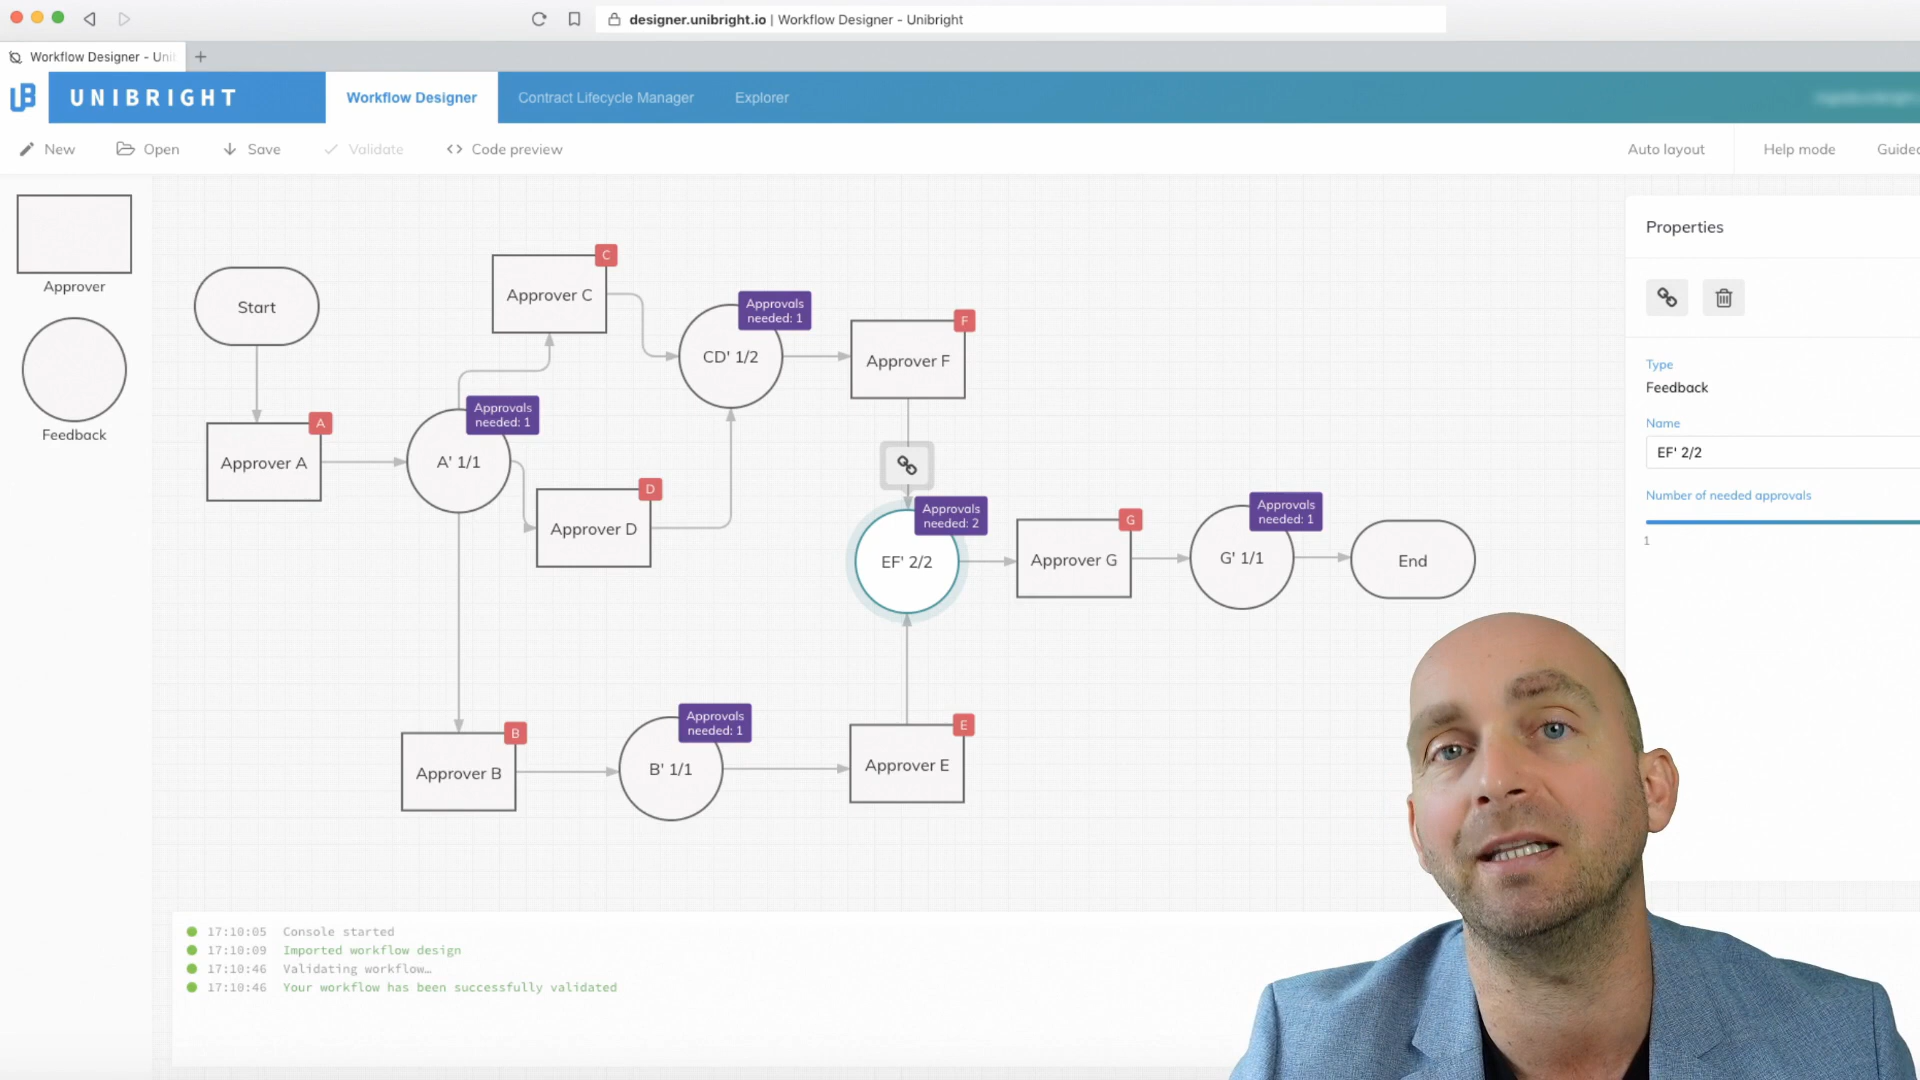 designer.unibright.io | Workflow Designer - Unibright
Workflow Designer - Uni
UB
UNIBRIGHT
Workflow Designer
Contract Lifecycle Manager
Explorer
New
Open
Save
Validate
Code preview
Auto layout
Help mode
Guided
Approver
Feedback
Start
Approver A
A
A' 1/1
Approvals
needed: 1
Approver C
C
Approver D
D
CD' 1/2
Approvals
needed: 1
Approver F
F
EF' 2/2
Approvals
needed: 2
Approver G
G
G' 1/1
Approvals
needed: 1
End
Approver B
B
B' 1/1
Approvals
needed: 1
Approver E
E
Properties
Type
Feedback
Name
EF' 2/2
Number of needed approvals
1
17:10:05 Console started
17:10:09 Imported workflow design
17:10:46 Validating workflow…
17:10:46 Your workflow has been successfully validated